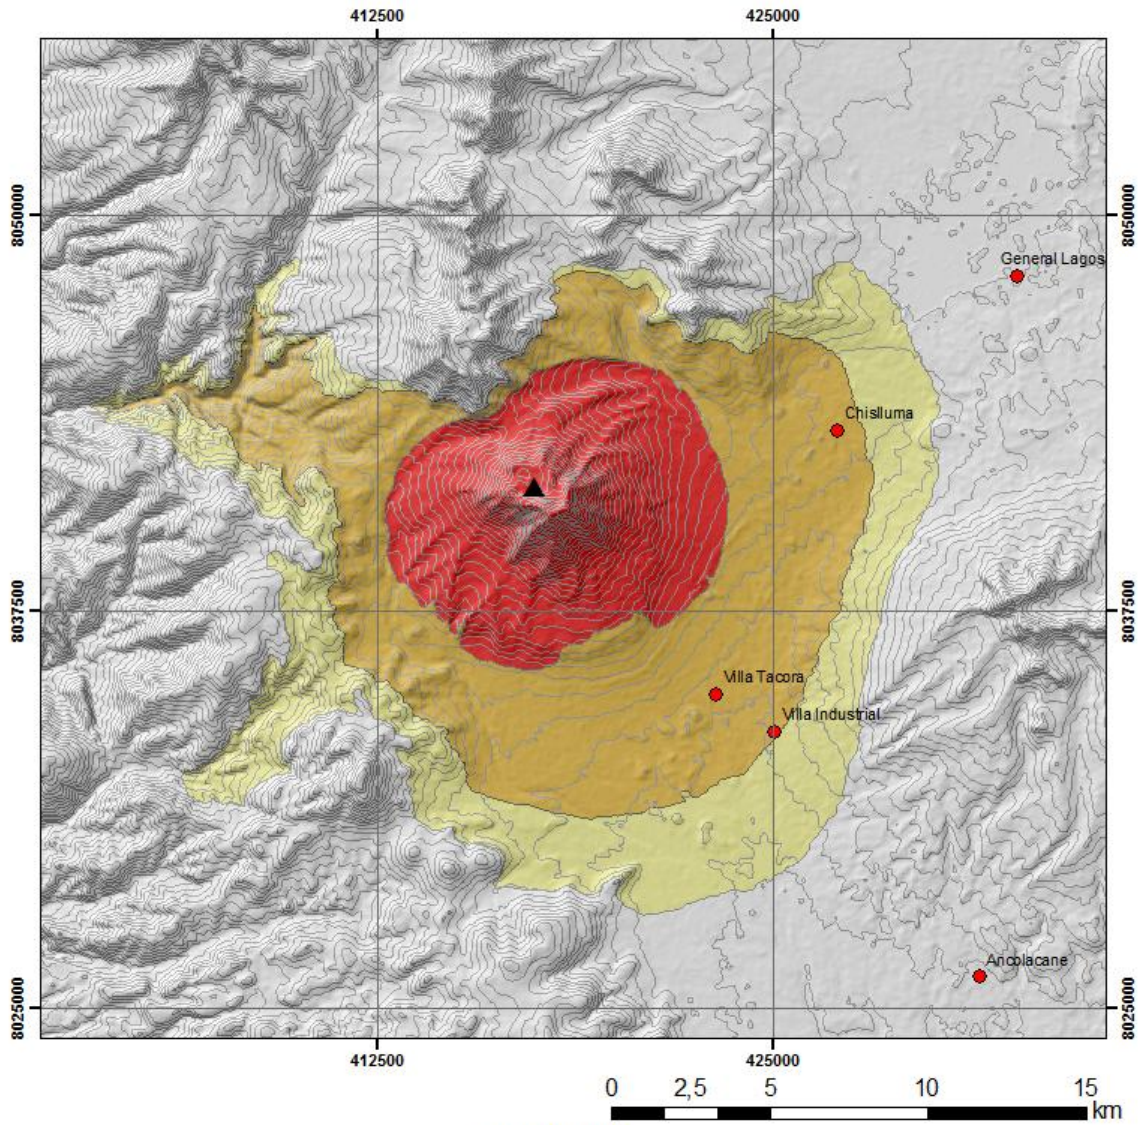 412500 425000
8050000 8050000
General Lagos
Chislluma
8037500 8037500
Villa Tacora
Villa Industrial
Ancolacane
8025000 8025000
412500 425000
0 2,5 5 10 15
km